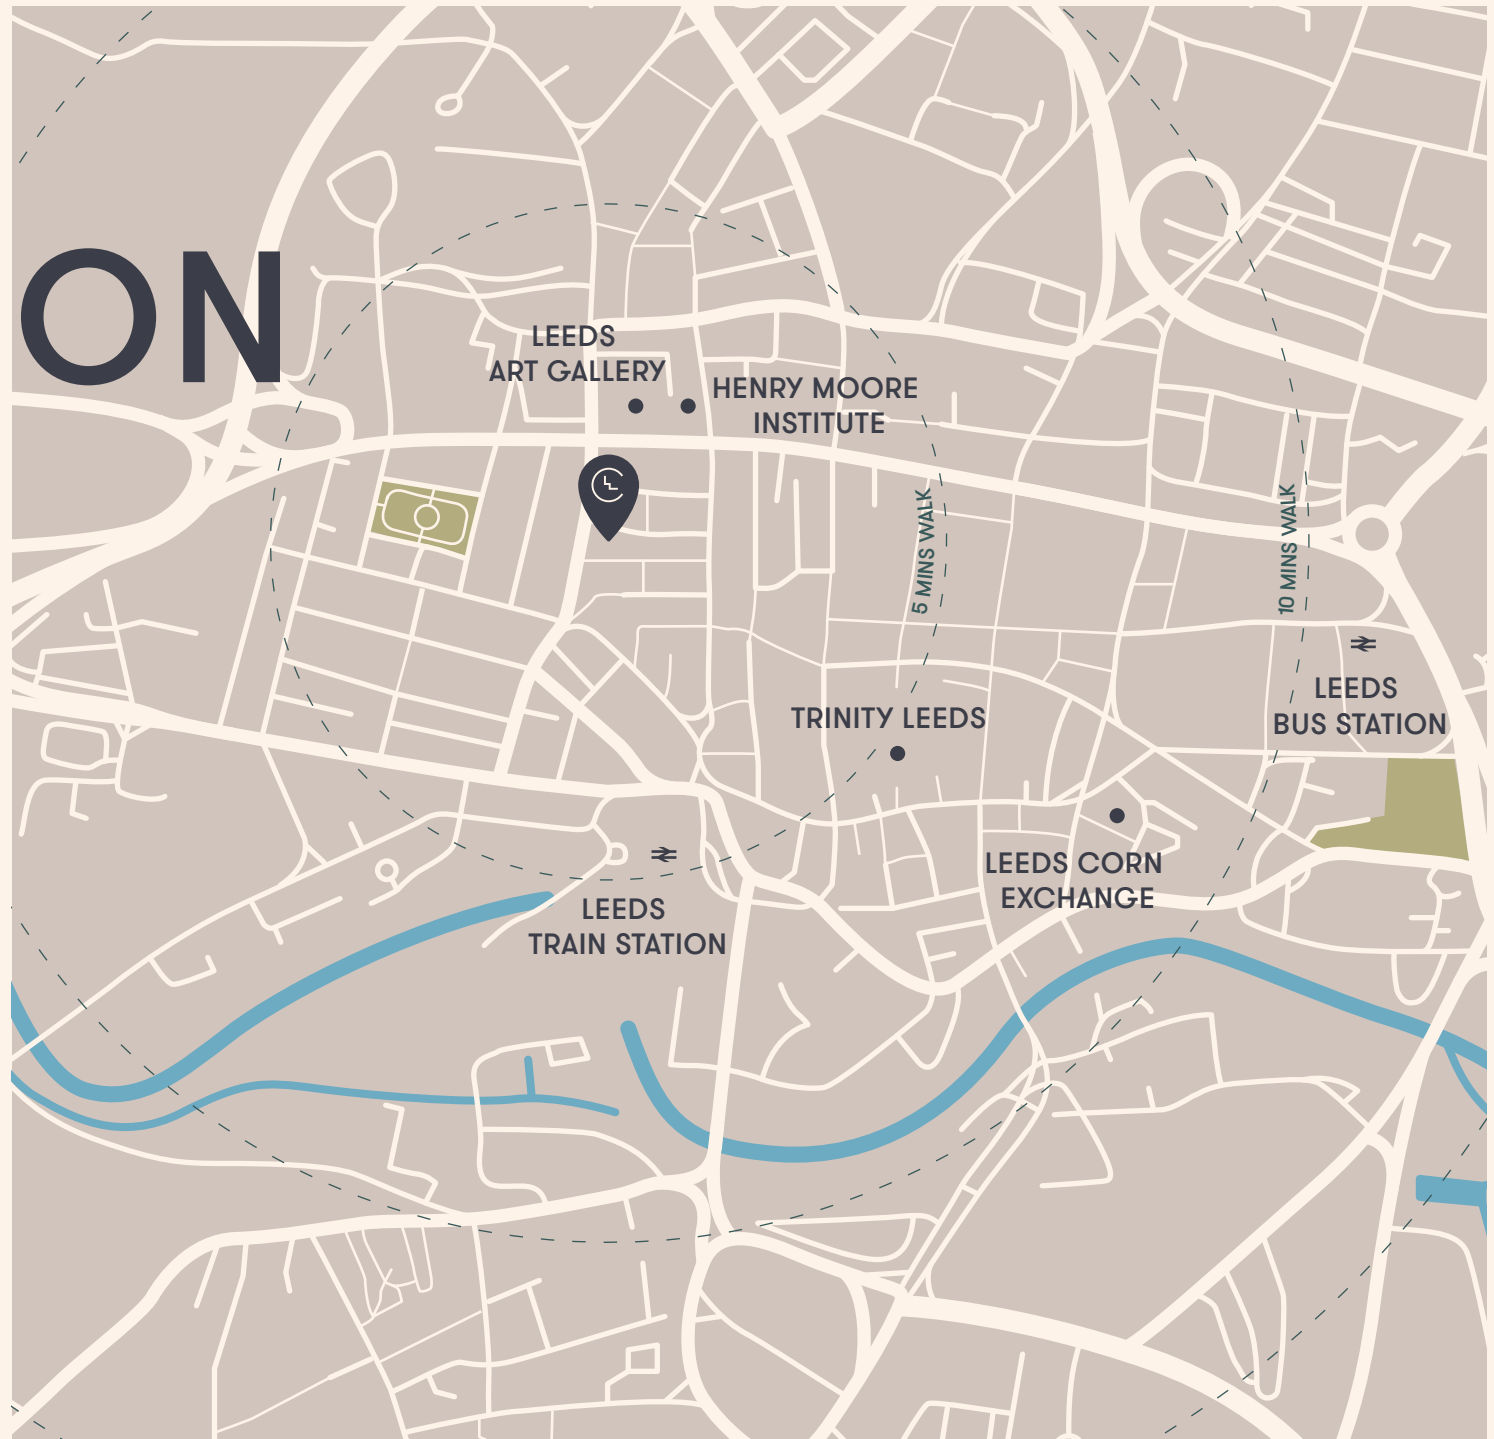 ON
LEEDS
ART GALLERY
HENRY MOORE
INSTITUTE
5 MINS WALK
10 MINS WALK
LEEDS
BUS STATION
TRINITY LEEDS
LEEDS CORN
EXCHANGE
LEEDS
TRAIN STATION